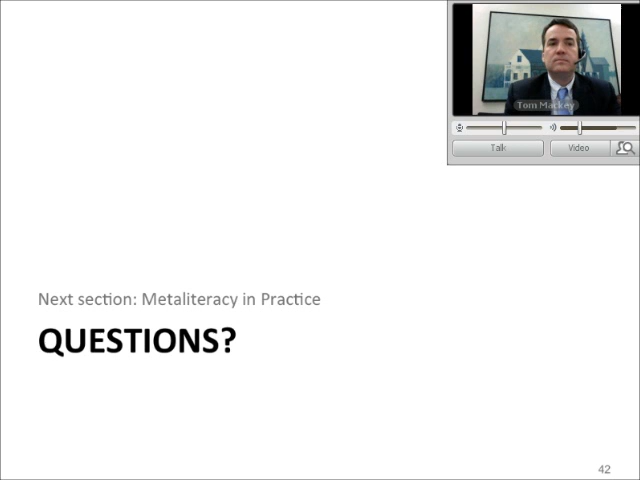 Tom Mackey
Talk
Video
Next section: Metaliteracy in Practice
QUESTIONS?
42